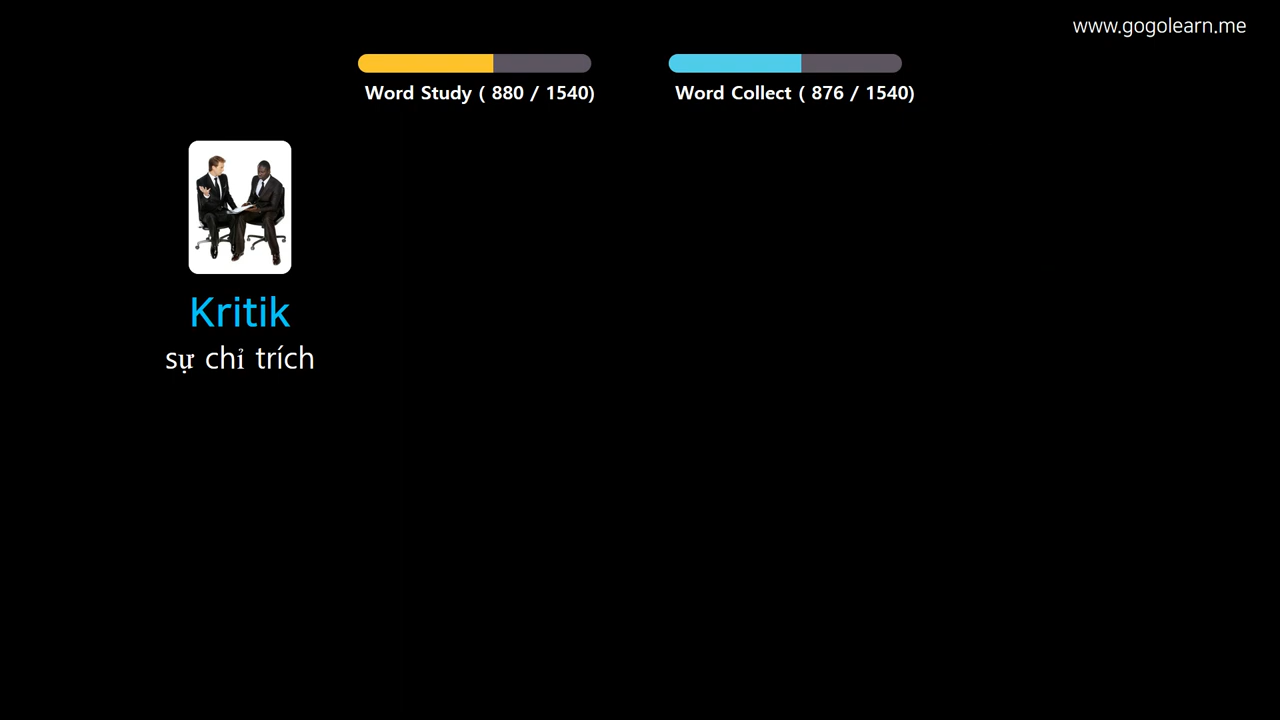 www.gogolearn.me
Word Study ( 880 / 1540)
Word Collect ( 876 / 1540)
Kritik
sự chỉ trích